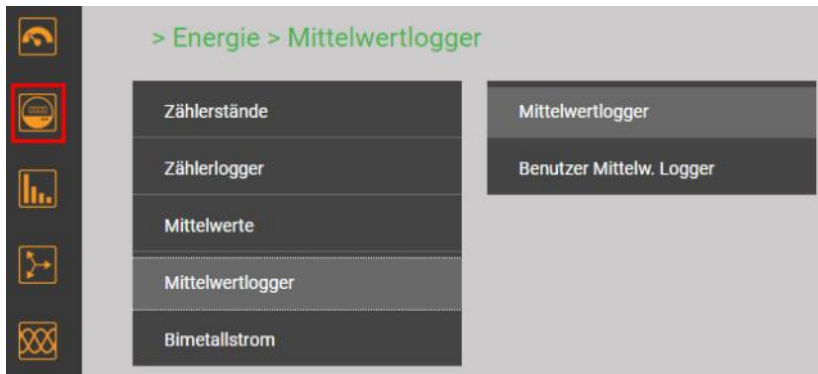 > Energie > Mittelwertlogger
Zählerstände
Zählerlogger
Mittelwerte
Mittelwertlogger
Bimetallstrom
Mittelwertlogger
Benutzer Mittelw. Logger